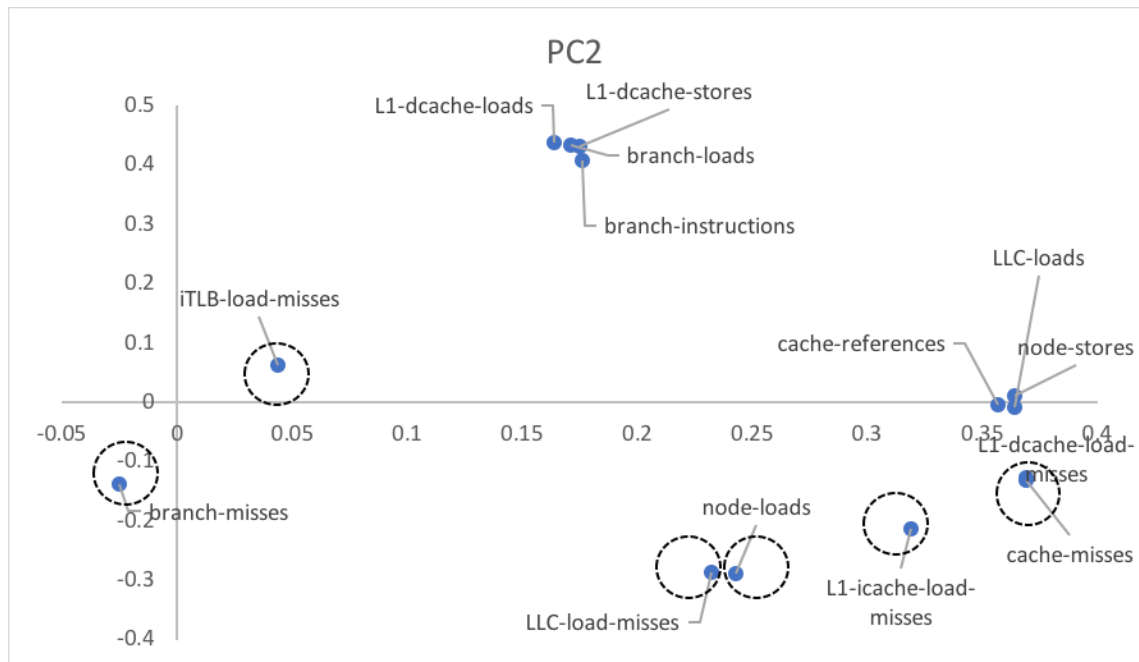 PC2
L1-dcache-stores
L1-dcache-loads
0.5
branch-loads
0.4
branch-instructions
0.3
LLC-loads
0.2
iTLB-load-misses
cache-references
node-stores
0.1
0
-0.05
0
0.05
0.1
0.15
0.2
0.25
0.3
0.35
0.4
-0.1
L1-dcache-load-
misses
branch-misses
node-loads
-0.2
cache-misses
-0.3
L1-icache-load-
misses
LLC-load-misses
-0.4